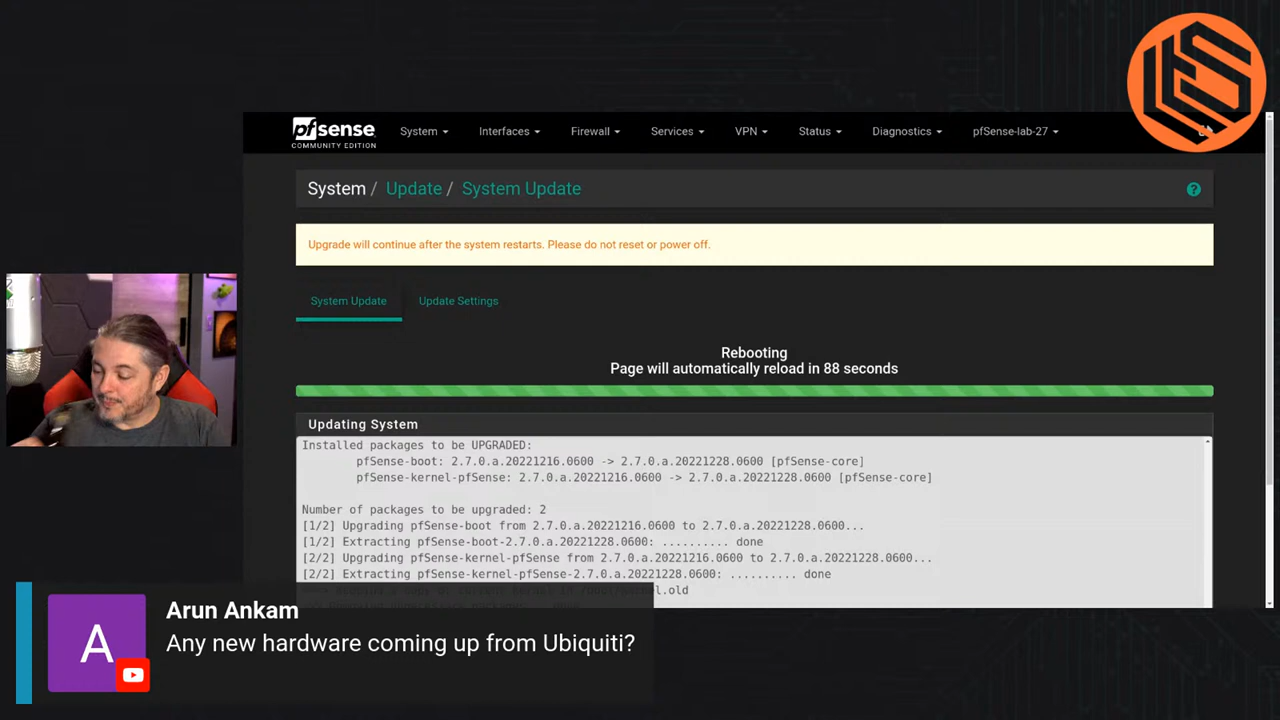 pfsense
COMMUNITY EDITION
System Interfaces Firewall Services VPN Status Diagnostics pfSense-lab-27
System / Update / System Update
Upgrade will continue after the system restarts. Please do not reset or power off.
System Update Update Settings
Rebooting
Page will automatically reload in 88 seconds
Updating System
Installed packages to be UPGRADED:
pfSense-boot: 2.7.0.a.20221216.0600 -> 2.7.0.a.20221228.0600 [pfSense-core]
pfSense-kernel-pfSense: 2.7.0.a.20221216.0600 -> 2.7.0.a.20221228.0600 [pfSense-core]
Number of packages to be upgraded: 2
[1/2] Upgrading pfSense-boot from 2.7.0.a.20221216.0600 to 2.7.0.a.20221228.0600...
[1/2] Extracting pfSense-boot-2.7.0.a.20221228.0600: .......... done
[2/2] Upgrading pfSense-kernel-pfSense from 2.7.0.a.20221216.0600 to 2.7.0.a.20221228.0600...
[2/2] Extracting pfSense-kernel-pfSense-2.7.0.a.20221228.0600: .......... done
A
Arun Ankam
Any new hardware coming up from Ubiquiti?